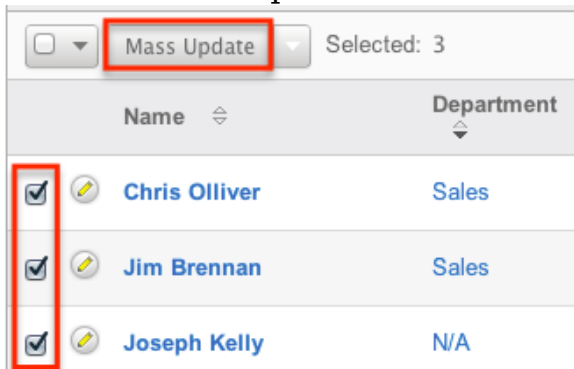 Mass Update Selected: 3
Name Department
Chris Olliver Sales
Jim Brennan Sales
Joseph Kelly N/A